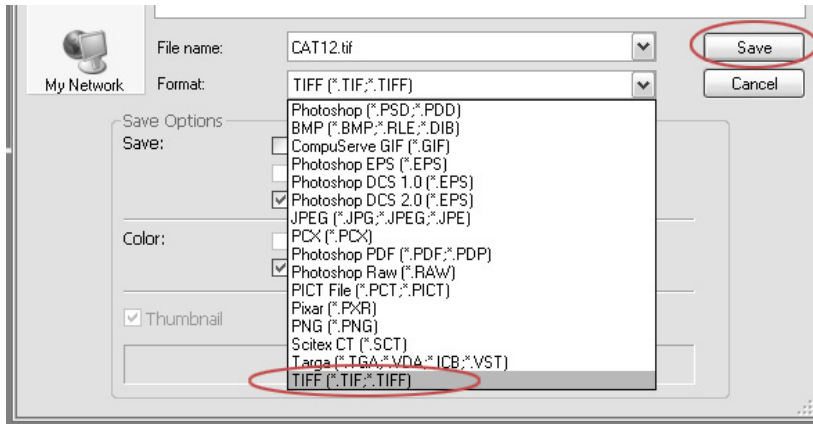 File name:
CAT12.tif
Save
My Network
Format:
TIFF (*.TIF;*.TIFF)
Cancel
Save Options
Save:
Color:
Thumbnail
Photoshop (*.PSD;*.PDD)
BMP (*.BMP;*.RLE;*.DIB)
CompuServe GIF (*.GIF)
Photoshop EPS (*.EPS)
Photoshop DCS 1.0 (*.EPS)
Photoshop DCS 2.0 (*.EPS)
JPEG (*.JPG;*.JPEG;*.JPE)
PCX (*.PCX)
Photoshop PDF (*.PDF;*.PDP)
Photoshop Raw (*.RAW)
PICT File (*.PCT;*.PICT)
Pixar (*.PXR)
PNG (*.PNG)
Scitex CT (*.SCT)
Targa (*.TGA;*.VDA;*.ICB;*.VST)
TIFF (*.TIF;*.TIFF)